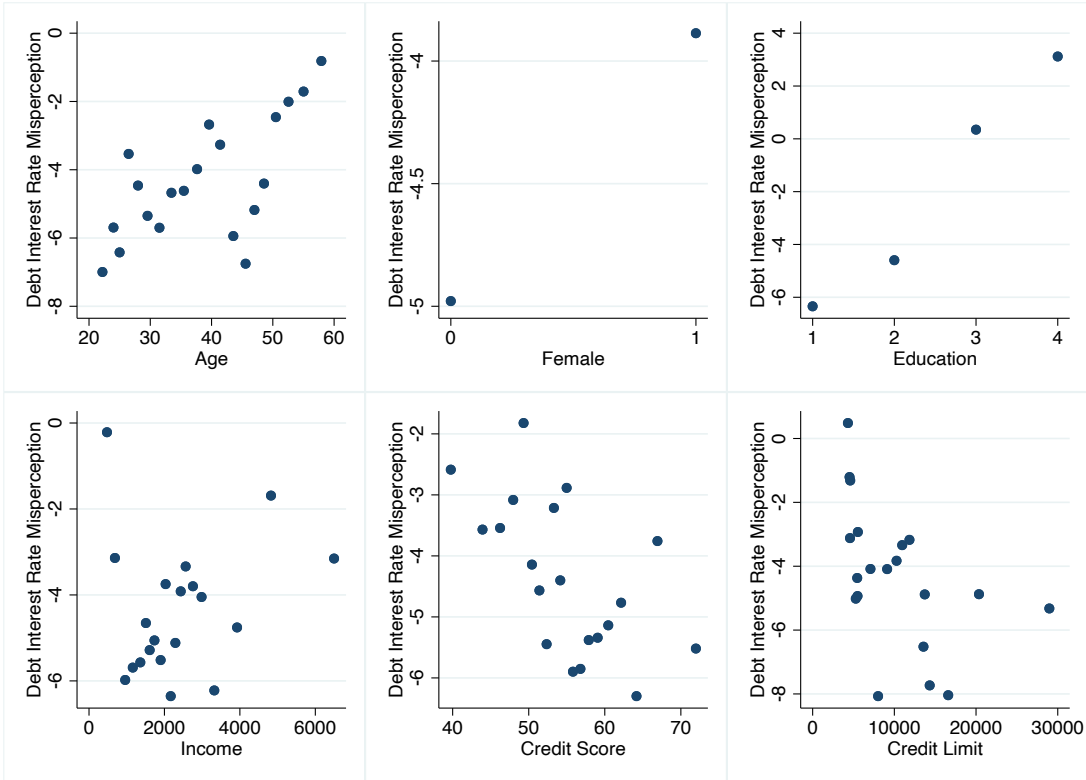 Debt Interest Rate Misperception
0
-2
-4
-6
-8
20 30 40 50 60
Age
Debt Interest Rate Misperception
-4
-4.5
-5
0 1
Female
Debt Interest Rate Misperception
4
2
0
-2
-4
-6
1 2 3 4
Education
Debt Interest Rate Misperception
0
-2
-4
-6
0 2000 4000 6000
Income
Debt Interest Rate Misperception
-2
-3
-4
-5
-6
40 50 60 70
Credit Score
Debt Interest Rate Misperception
0
-2
-4
-6
-8
0 10000 20000 30000
Credit Limit